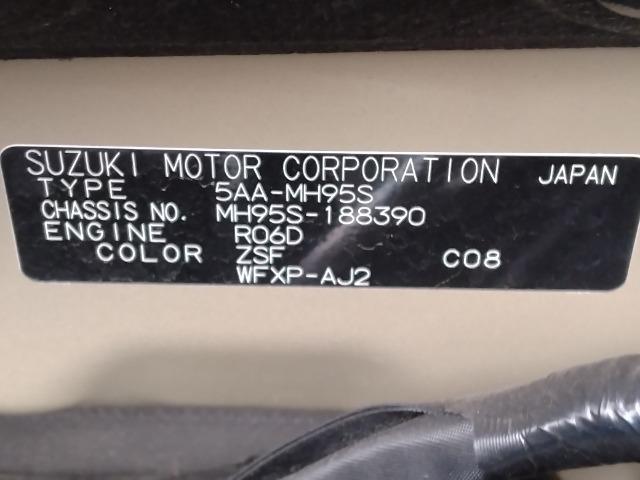 SUZUKI MOTOR CORPORATION JAPAN
TYPE 5AA-MH95S
CHASSIS NO. MH95S-188390
ENGINE R06D
COLOR ZSF C08
WFXP-AJ2